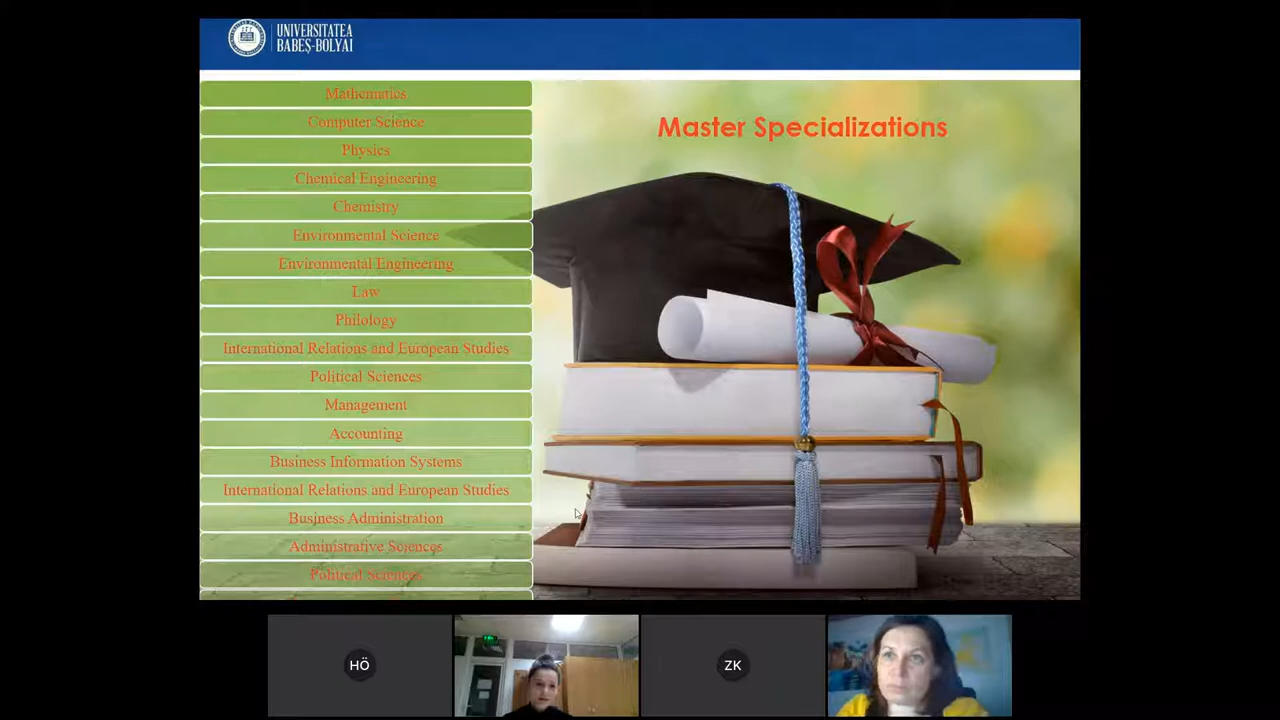 UNIVERSITATEA
BABEȘ-BOLYAI
Mathematics
Computer Science
Physics
Chemical Engineering
Chemistry
Environmental Science
Environmental Engineering
Law
Philology
International Relations and European Studies
Political Sciences
Management
Accounting
Business Information Systems
International Relations and European Studies
Business Administration
Administrative Sciences
Political Sciences
Master Specializations
HÖ
ZK